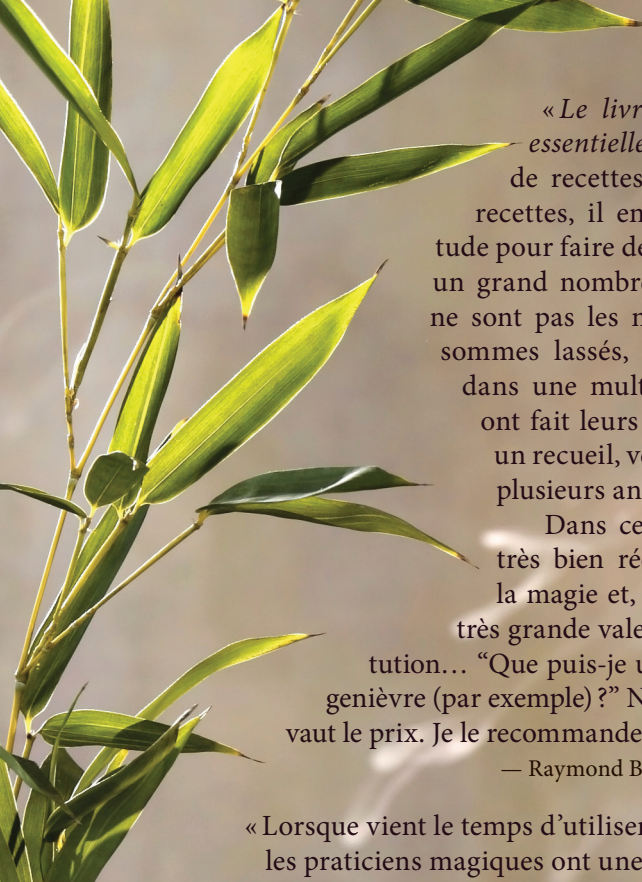 « Le livr
essentielle
de recettes
recettes, il en
tude pour faire de
un grand nombre
ne sont pas les
sommes lassés,
dans une mult
ont fait leurs
un recueil, v
plusieurs an
Dans ce
très bien ré
la magie et,
très grande vale
tution… “Que puis-je u
genièvre (par exemple) ?” N
vaut le prix. Je le recommande
— Raymond B
« Lorsque vient le temps d’utiliser
les praticiens magiques ont une